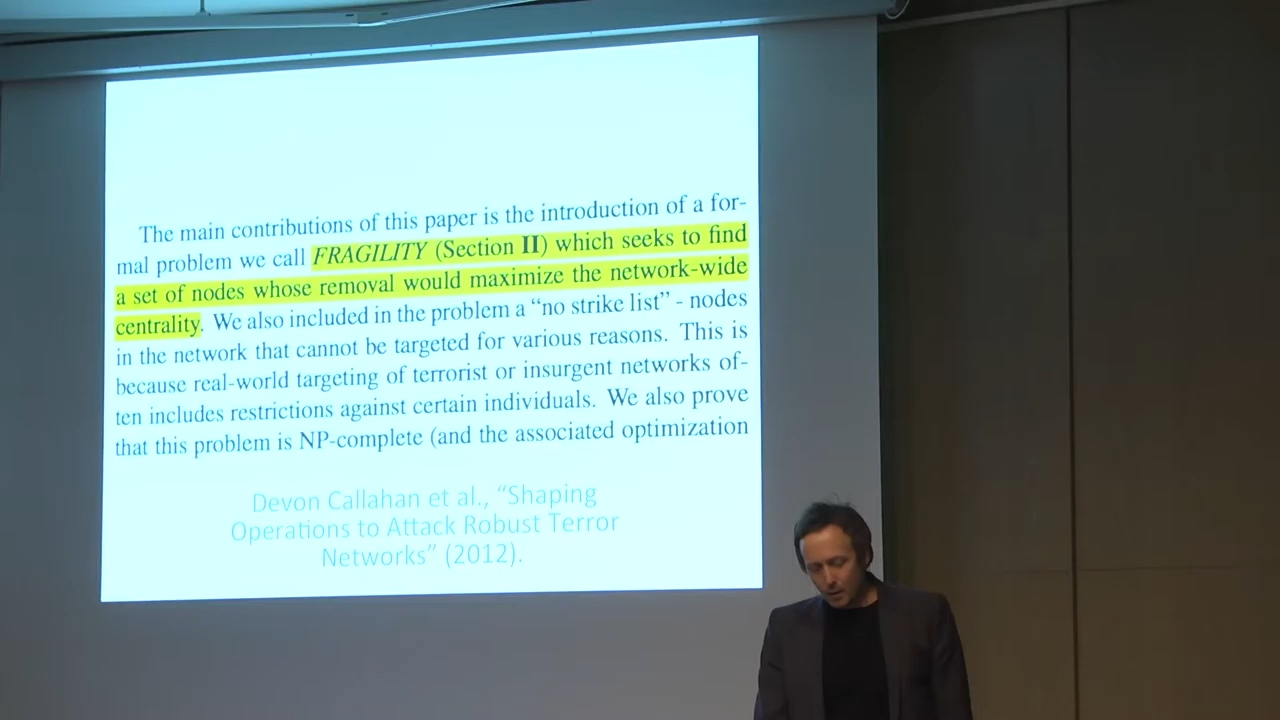 The main contributions of this paper is the introduction of a for-
mal problem we call FRAGILITY (Section II) which seeks to find
a set of nodes whose removal would maximize the network-wide
centrality. We also included in the problem a “no strike list” - nodes
in the network that cannot be targeted for various reasons. This is
because real-world targeting of terrorist or insurgent networks of-
ten includes restrictions against certain individuals. We also prove
that this problem is NP-complete (and the associated optimization
Devon Callahan et al., “Shaping
Operations to Attack Robust Terror
Networks” (2012).